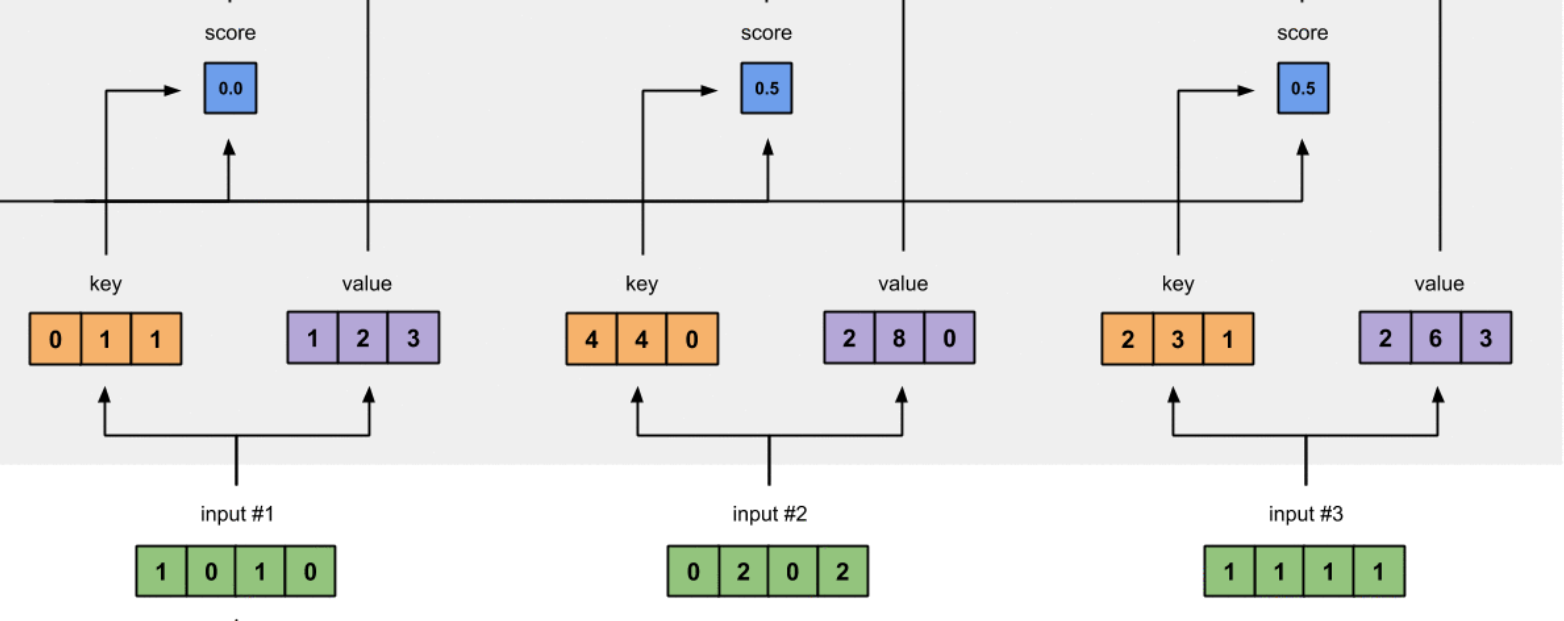 score score score
0.0 0.5 0.5
key value key value key value
0 1 1 1 2 3 4 4 0 2 8 0 2 3 1 2 6 3
input #1 input #2 input #3
1 0 1 0 0 2 0 2 1 1 1 1